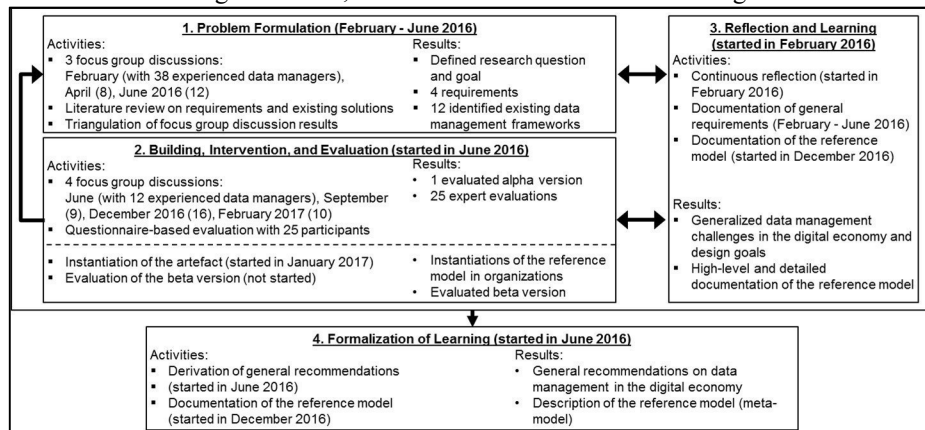 1. Problem Formulation (February - June 2016)
Activities:
▪ 3 focus group discussions:
February (with 38 experienced data managers),
April (8), June 2016 (12)
▪ Literature review on requirements and existing solutions
▪ Triangulation of focus group discussion results
Results:
▪ Defined research question
and goal
▪ 4 requirements
▪ 12 identified existing data
management frameworks
2. Building, Intervention, and Evaluation (started in June 2016)
Activities:
▪ 4 focus group discussions:
June (with 12 experienced data managers), September
(9), December 2016 (16), February 2017 (10)
▪ Questionnaire-based evaluation with 25 participants
Results:
• 1 evaluated alpha version
• 25 expert evaluations
▪ Instantiation of the artefact (started in January 2017)
▪ Evaluation of the beta version (not started)
• Instantiations of the reference
model in organizations
• Evaluated beta version
3. Reflection and Learning
(started in February 2016)
Activities:
▪ Continuous reflection (started in
February 2016)
▪ Documentation of general
requirements (February - June 2016)
▪ Documentation of the reference
model (started in December 2016)
Results:
▪ Generalized data management
challenges in the digital economy and
design goals
▪ High-level and detailed
documentation of the reference model
4. Formalization of Learning (started in June 2016)
Activities:
▪ Derivation of general recommendations
▪ (started in June 2016)
▪ Documentation of the reference model
(started in December 2016)
Results:
• General recommendations on data
management in the digital economy
• Description of the reference model (meta-
model)